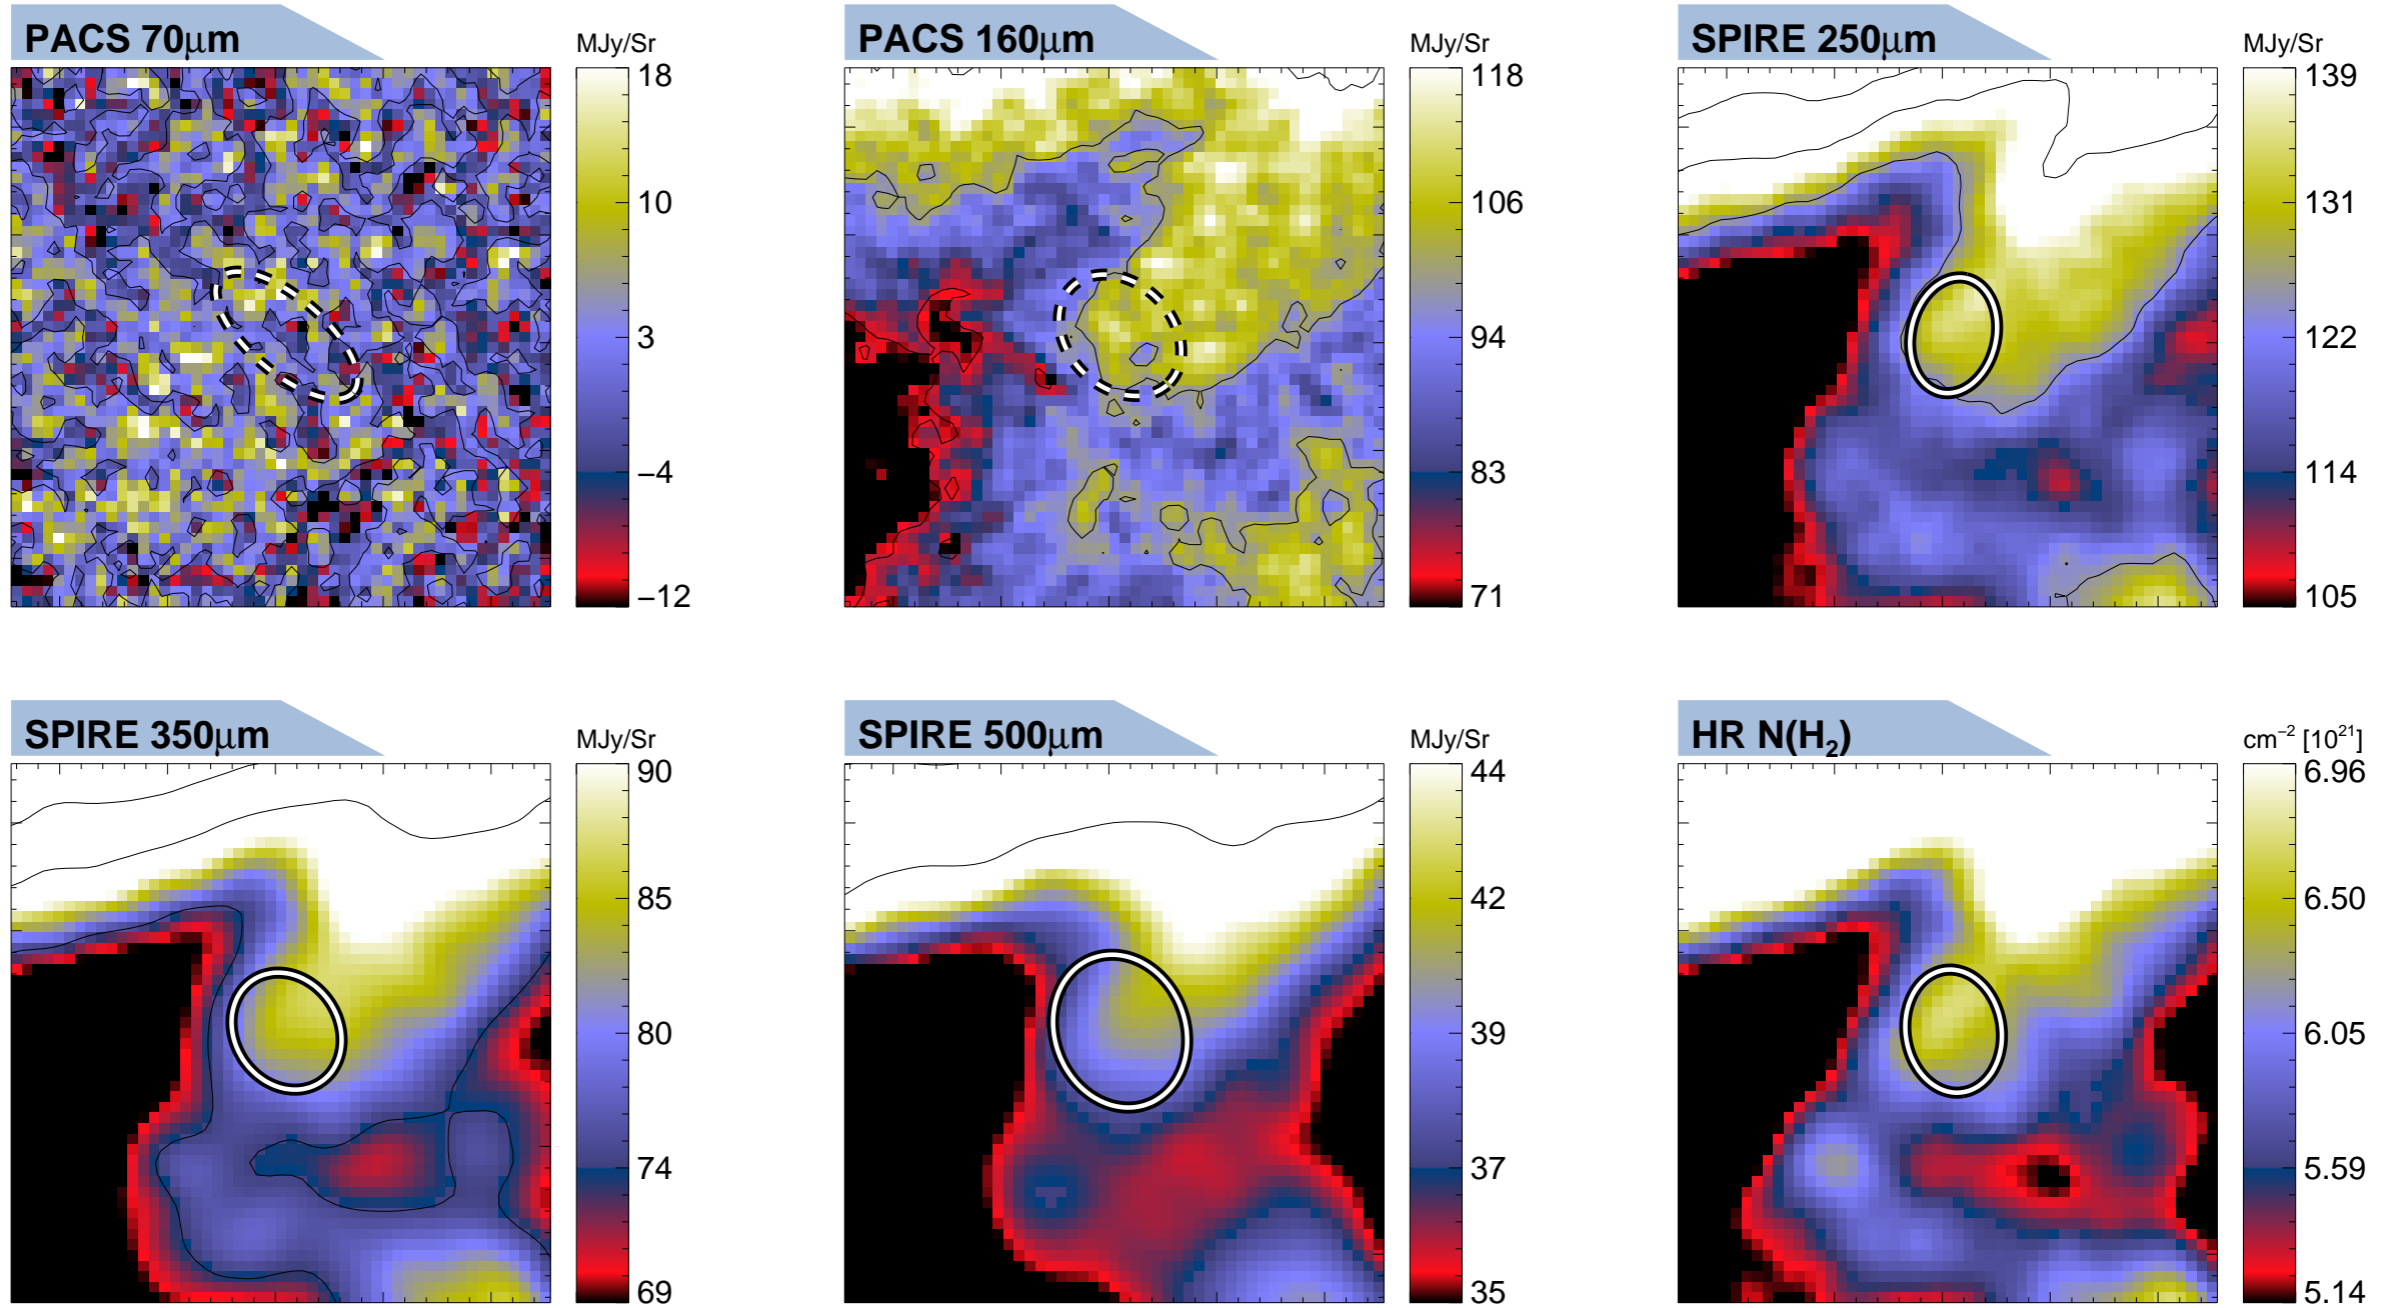 PACS 70μm
MJy/Sr
18
10
3
−4
−12
PACS 160μm
MJy/Sr
118
106
94
83
71
SPIRE 250μm
MJy/Sr
139
131
122
114
105
SPIRE 350μm
MJy/Sr
90
85
80
74
69
SPIRE 500μm
MJy/Sr
44
42
39
37
35
HR N(H₂)
cm⁻² [10²¹]
6.96
6.50
6.05
5.59
5.14